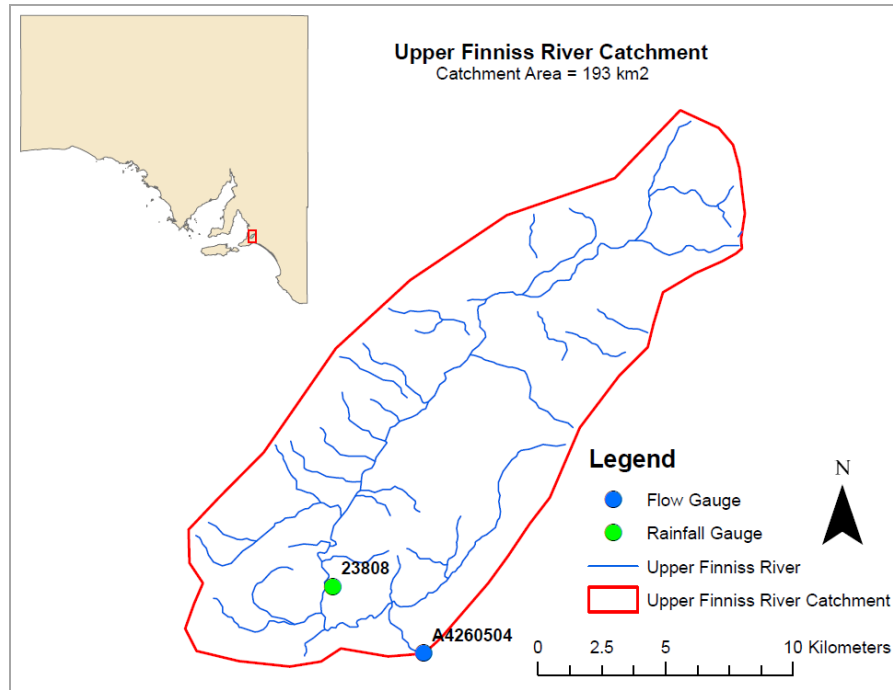 Upper Finniss River Catchment
Catchment Area = 193 km2
Legend
Flow Gauge
Rainfall Gauge
Upper Finniss River
Upper Finniss River Catchment
N
23808
A4260504
0 2.5 5 10 Kilometers